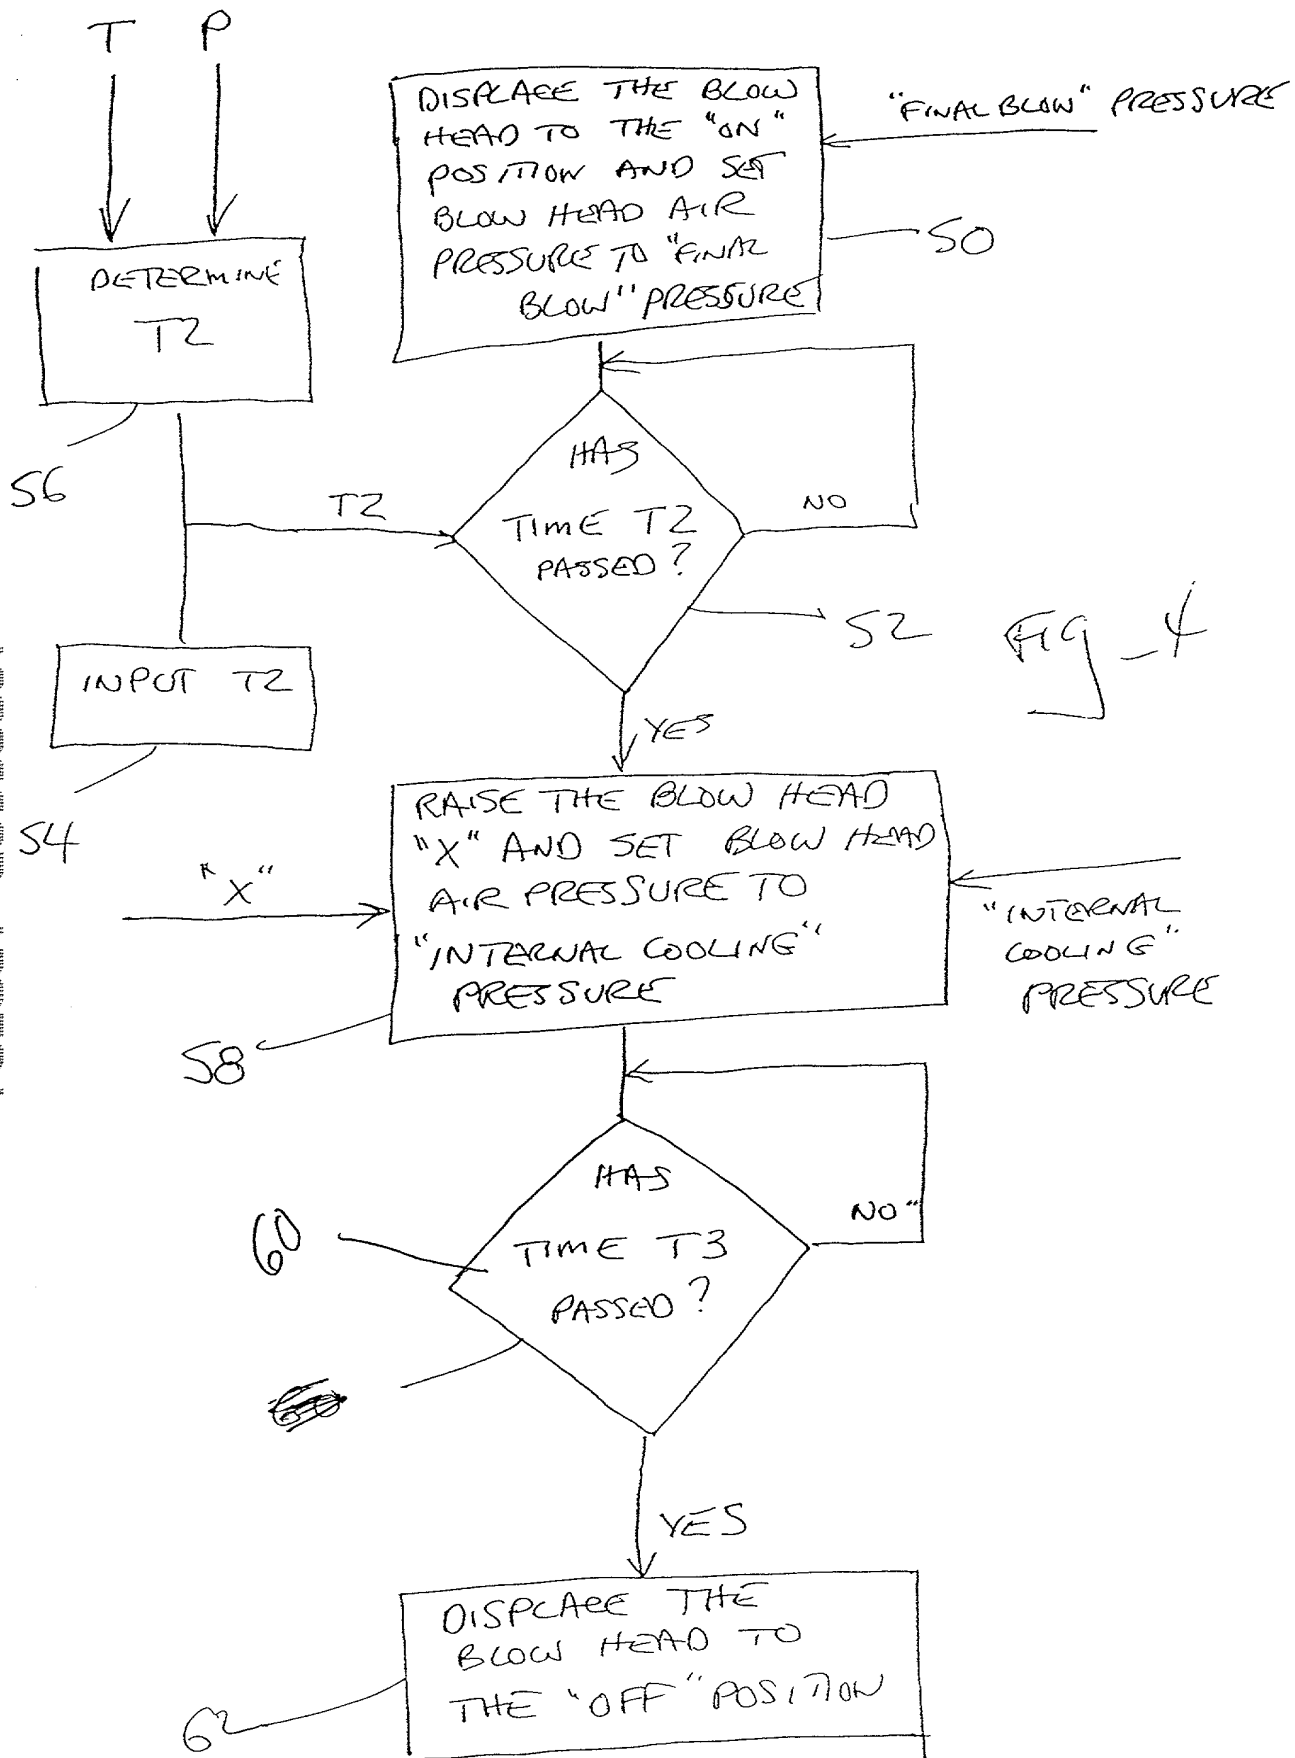 T P
DISPLACE THE BLOW
HEAD TO THE "ON"
POSITION AND SET
BLOW HEAD AIR
PRESSURE TO "FINAL
BLOW" PRESSURE
"FINAL BLOW" PRESSURE
50
DETERMINE
T2
56
T2
HAS
TIME T2
PASSED?
NO
52
FIG_4
INPUT T2
54
YES
"X"
RAISE THE BLOW HEAD
"X" AND SET BLOW HEAD
AIR PRESSURE TO
"INTERNAL COOLING"
PRESSURE
"INTERNAL
COOLING"
PRESSURE
58
HAS
TIME T3
PASSED?
NO"
60
YES
DISPLACE THE
BLOW HEAD TO
THE "OFF" POSITION
62